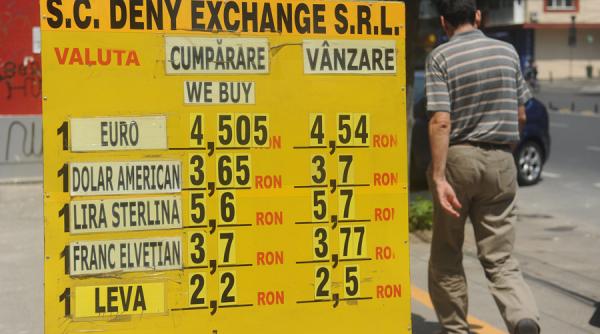 S.C. DENY EXCHANGE S.R.L.
VALUTA CUMPĂRARE VÂNZARE
WE BUY
1 EURO 4,505 RON 4,54 RON
1 DOLAR AMERICAN 3,65 RON 3,7 RON
1 LIRA STERLINA 5,6 RON 5,7 RON
1 FRANC ELVEȚIAN 3,7 RON 3,77 RON
1 LEVA 2,2 RON 2,5 RON